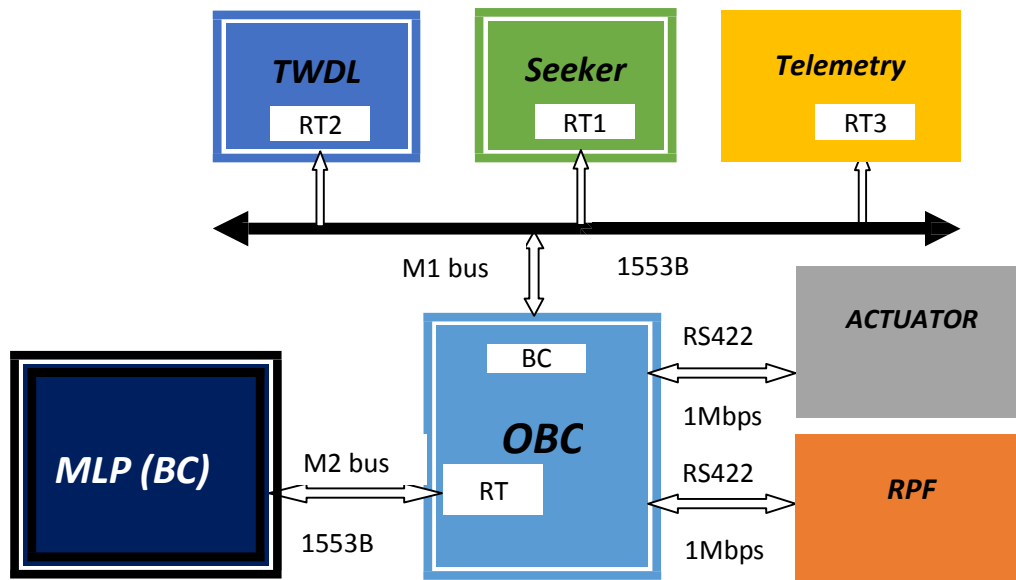 TWDL
RT2
Seeker
RT1
Telemetry
RT3
M1 bus
1553B
ACTUATOR
RS422
1Mbps
BC
OBC
RT
MLP (BC)
M2 bus
1553B
RS422
1Mbps
RPF